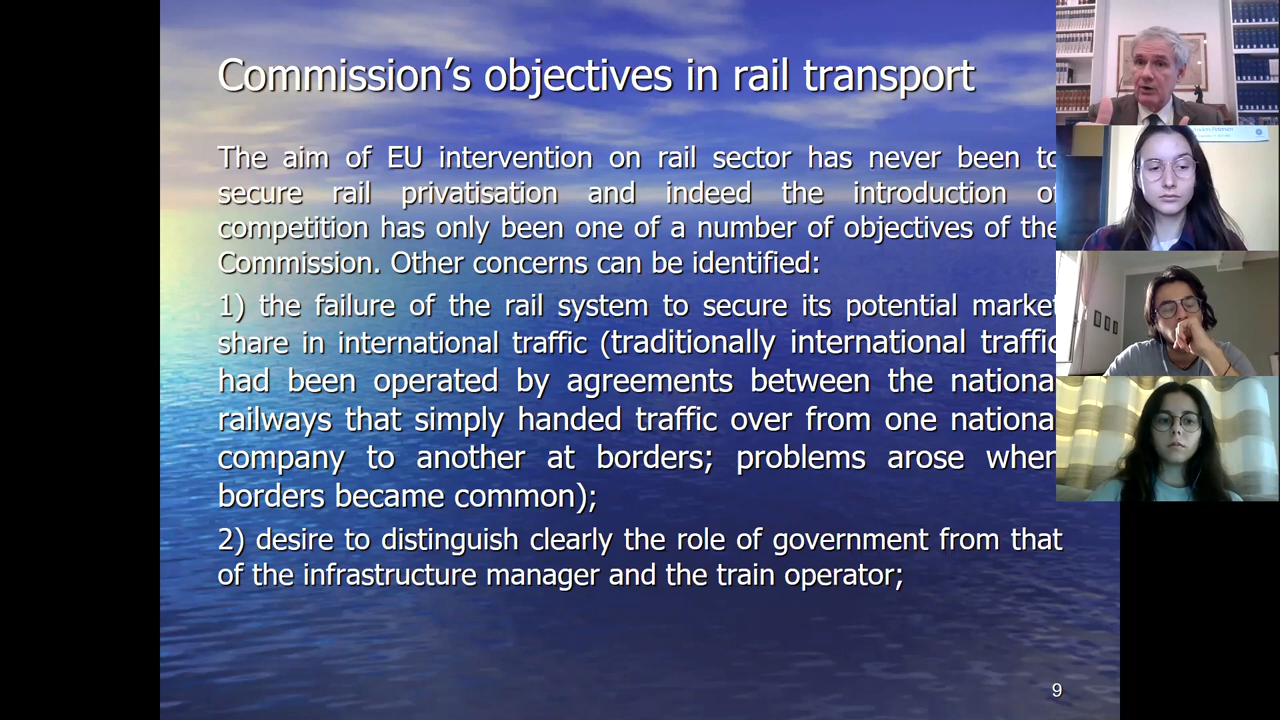 Commission's objectives in rail transport
The aim of EU intervention on rail sector has never been to
secure rail privatisation and indeed the introduction of
competition has only been one of a number of objectives of the
Commission. Other concerns can be identified:
1) the failure of the rail system to secure its potential market
share in international traffic (traditionally international traffic
had been operated by agreements between the national
railways that simply handed traffic over from one national
company to another at borders; problems arose when
borders became common);
2) desire to distinguish clearly the role of government from that
of the infrastructure manager and the train operator;
9